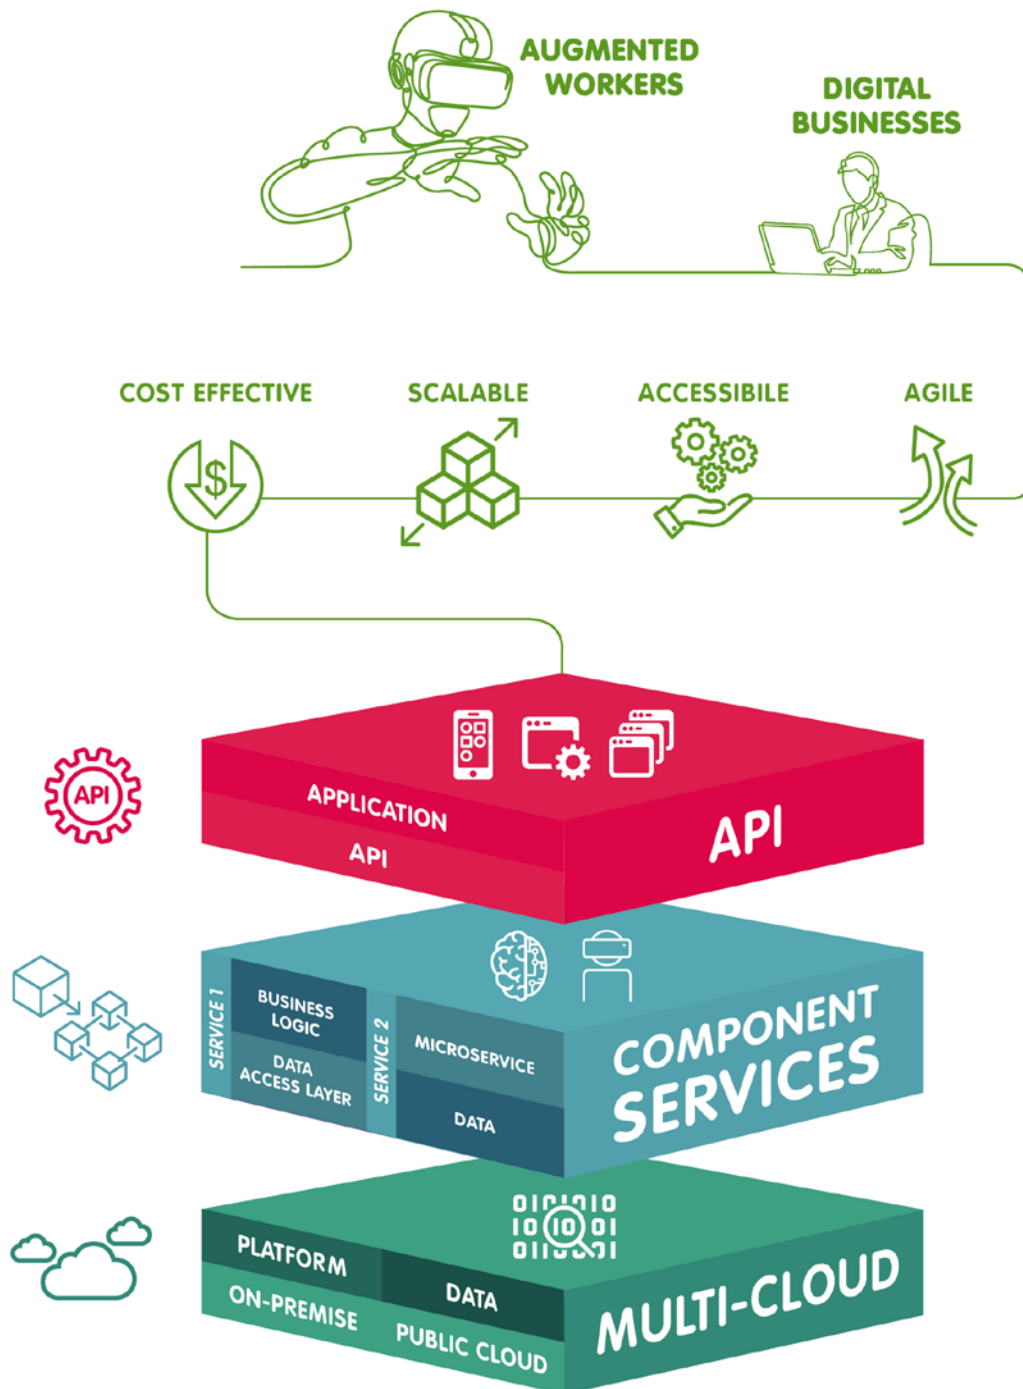 AUGMENTED
WORKERS
DIGITAL
BUSINESSES
COST EFFECTIVE
SCALABLE
ACCESSIBILE
AGILE
$
API
APPLICATION
API
API
SERVICE 1
BUSINESS
LOGIC
DATA
ACCESS LAYER
SERVICE 2
MICROSERVICE
DATA
COMPONENT
SERVICES
PLATFORM
DATA
ON-PREMISE
PUBLIC CLOUD
MULTI-CLOUD